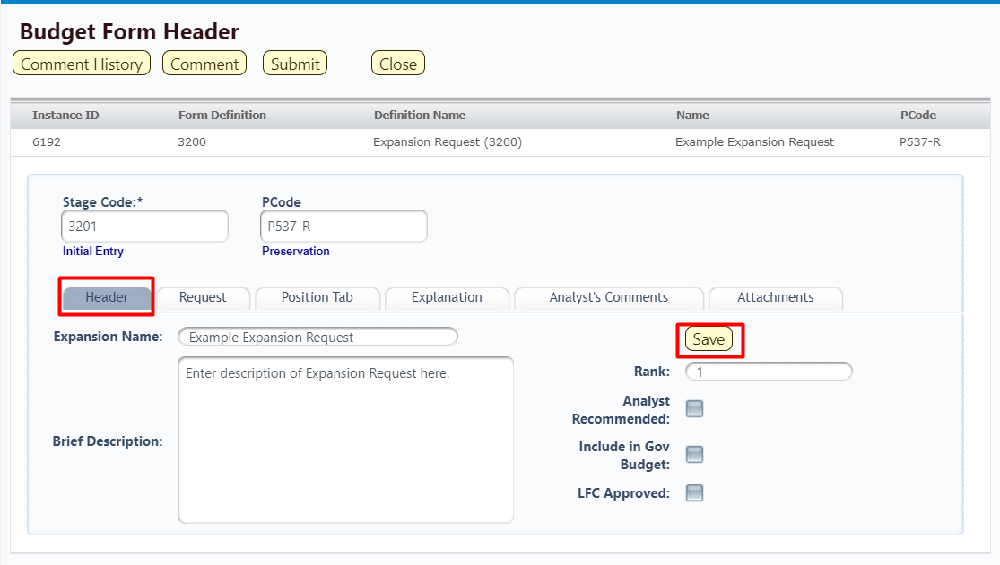 Budget Form Header
Comment History Comment Submit Close
Instance ID Form Definition Definition Name Name PCode
6192 3200 Expansion Request (3200) Example Expansion Request P537-R
Stage Code:* PCode
3201 P537-R
Initial Entry Preservation
Header Request Position Tab Explanation Analyst's Comments Attachments
Expansion Name: Example Expansion Request Save
Enter description of Expansion Request here. Rank: 1
Analyst
Recommended:
Brief Description: Include in Gov
Budget:
LFC Approved: